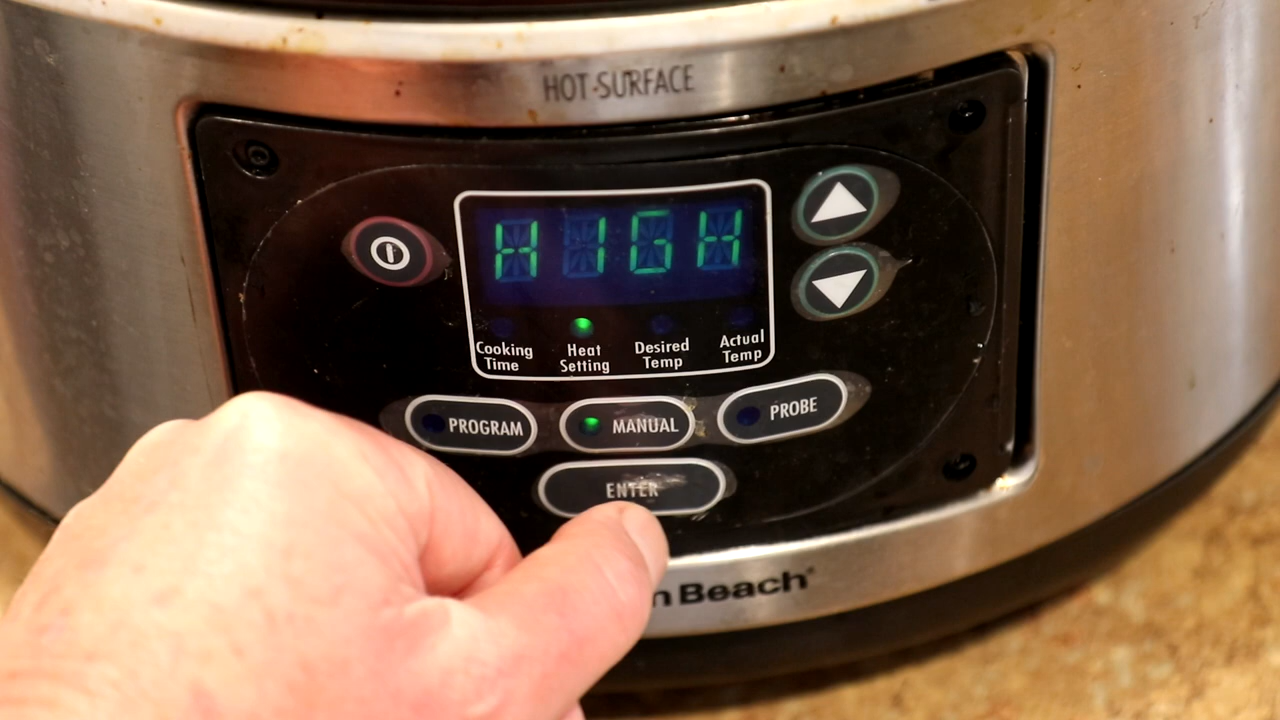 HOT SURFACE
HIGH
Cooking Time
Heat Setting
Desired Temp
Actual Temp
PROGRAM
MANUAL
PROBE
ENTER
n Beach®